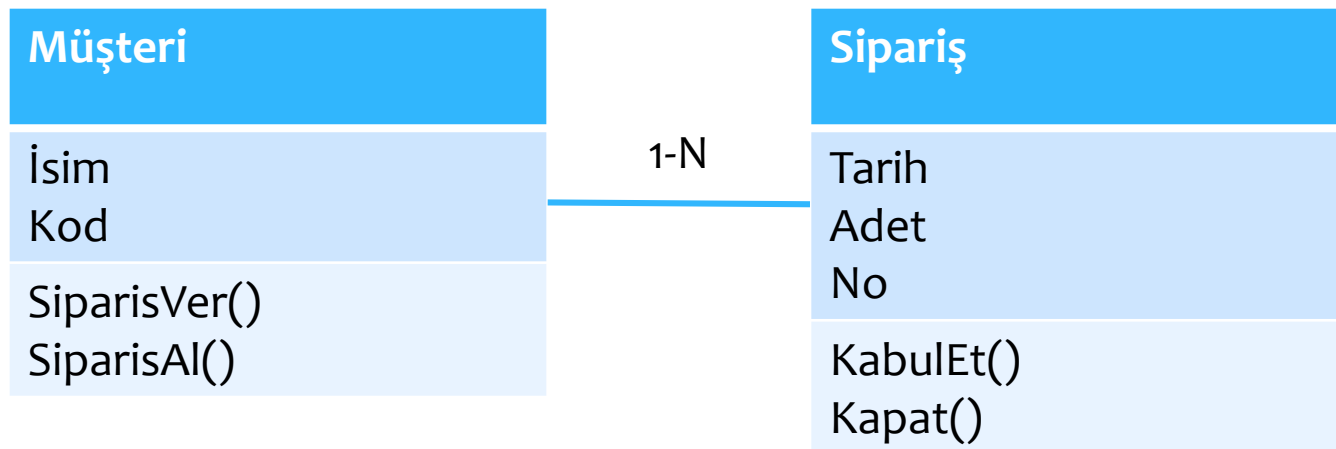 Müşteri
İsim
Kod
SiparisVer()
SiparisAl()
1-N
Sipariş
Tarih
Adet
No
KabulEt()
Kapat()